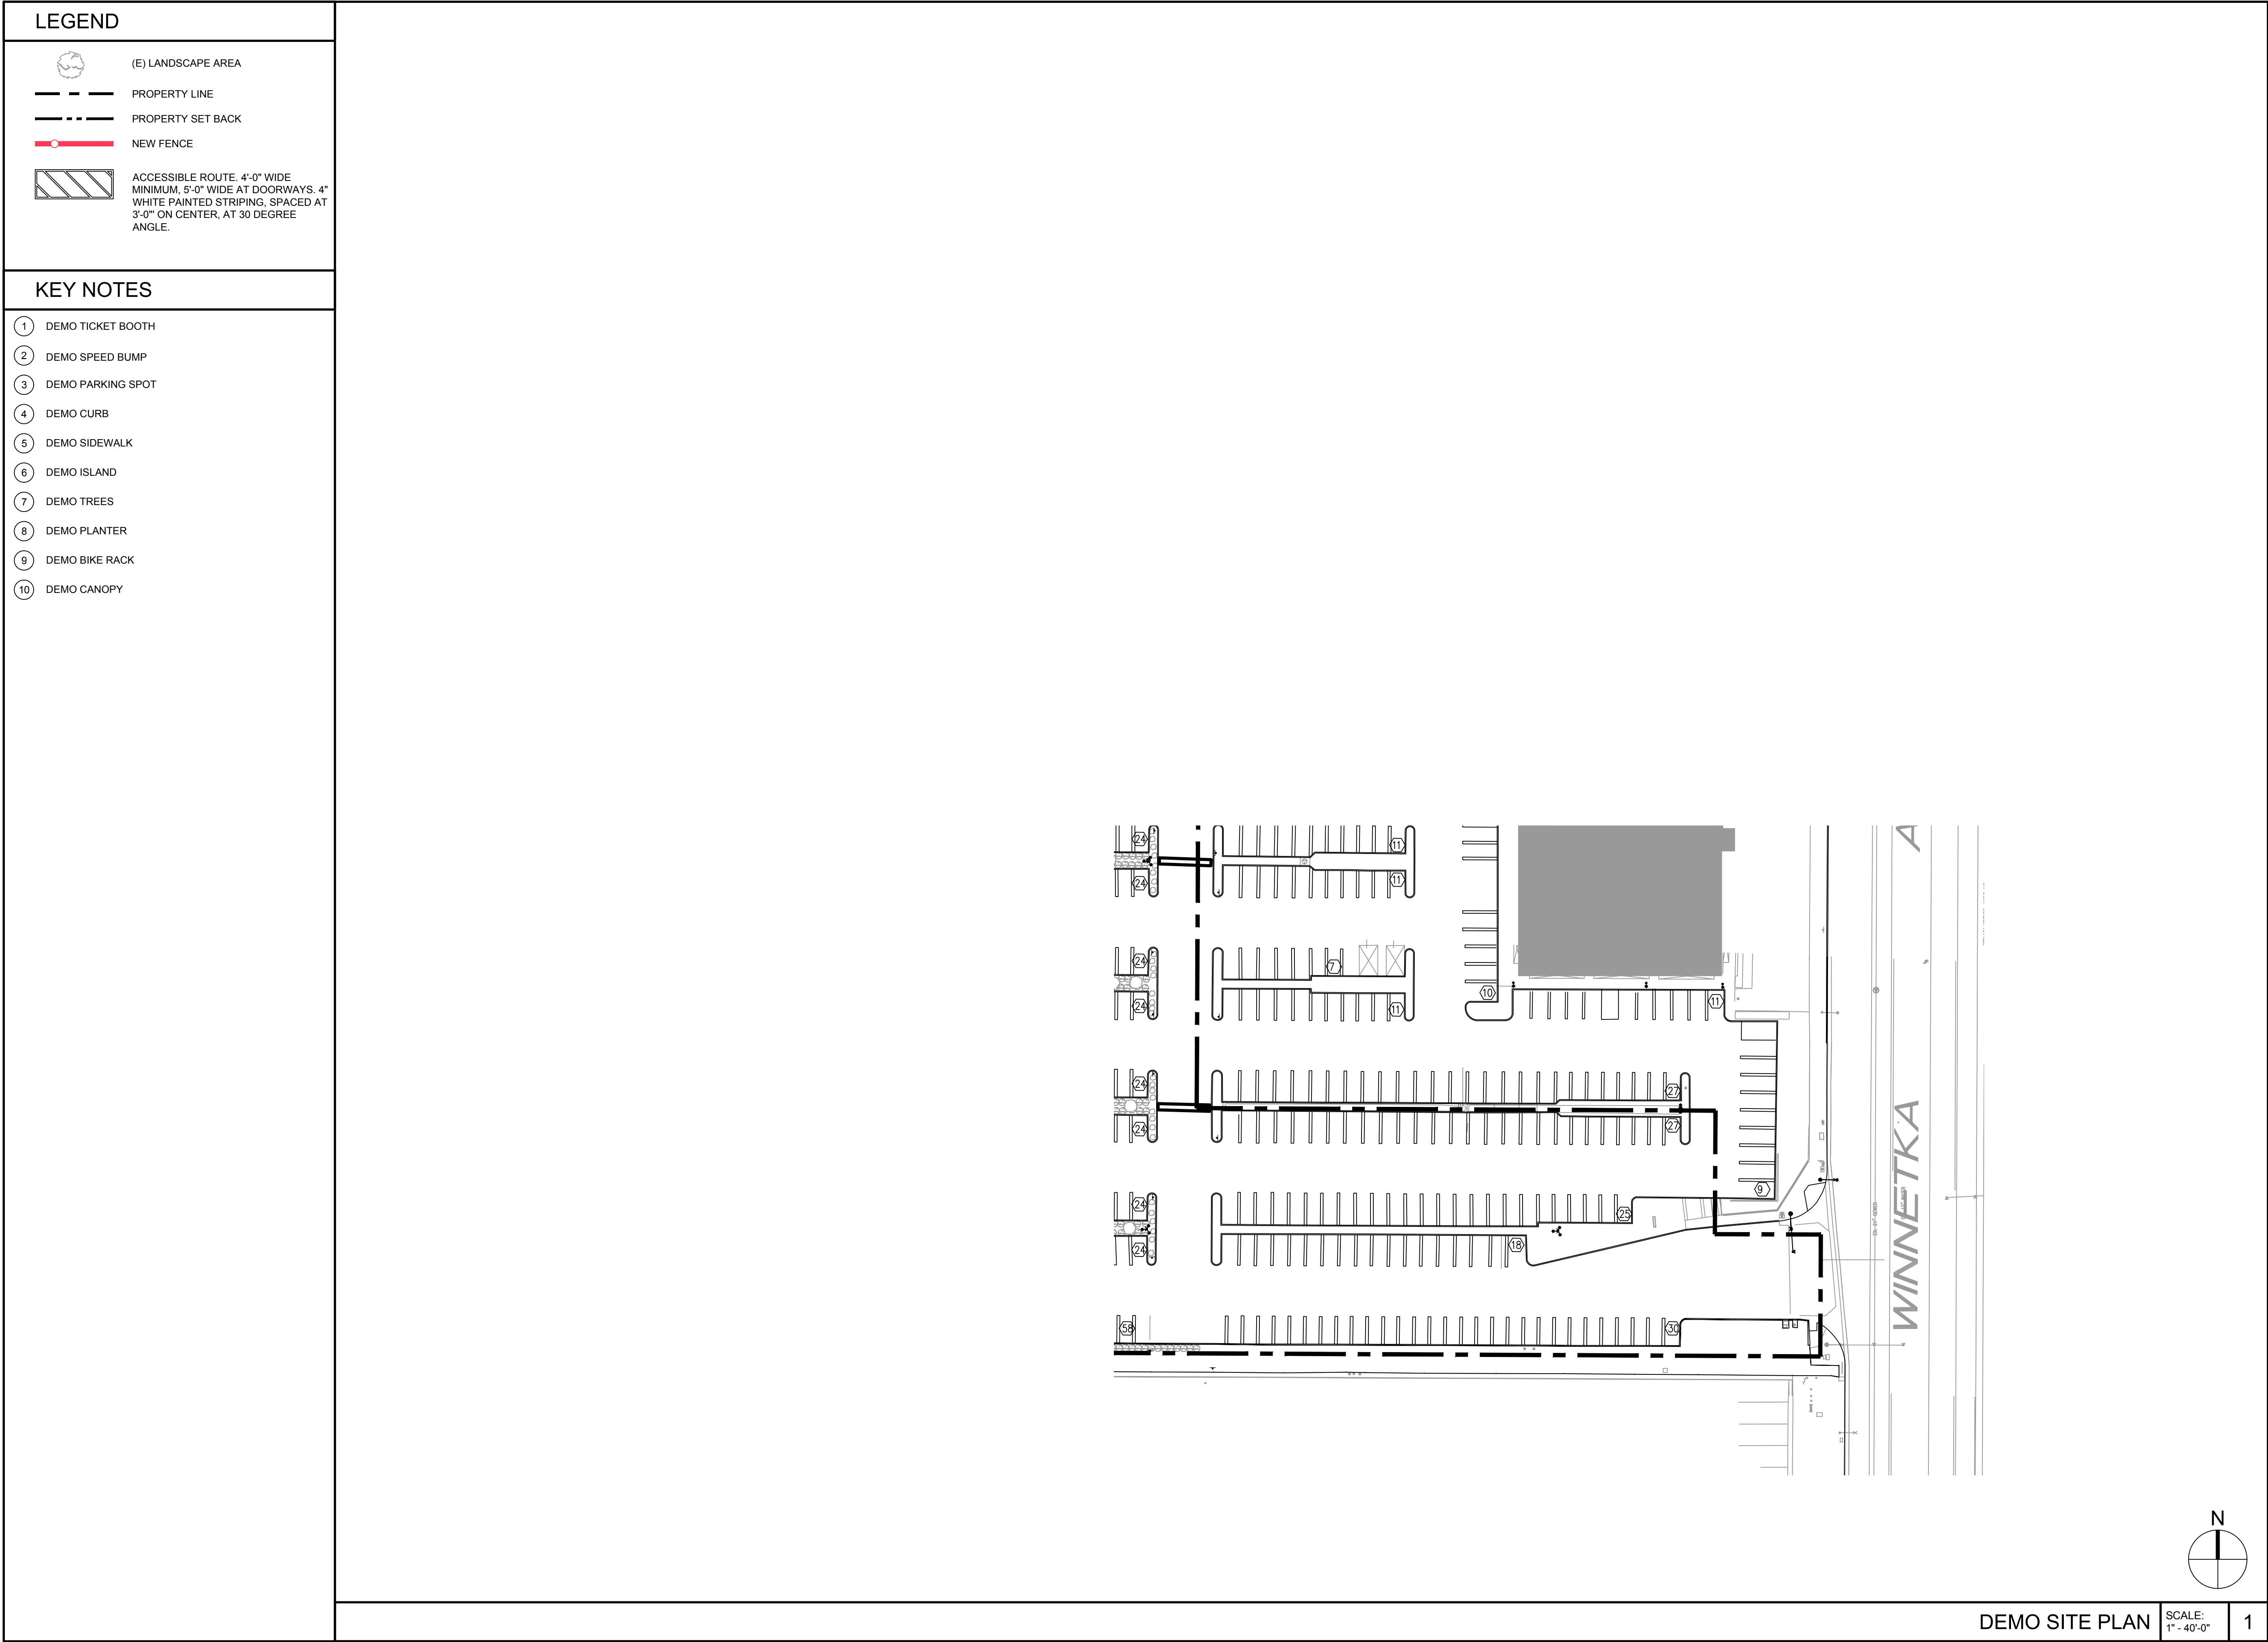 LEGEND
(E) LANDSCAPE AREA
PROPERTY LINE
PROPERTY SET BACK
NEW FENCE
ACCESSIBLE ROUTE. 4'-0" WIDE
MINIMUM, 5'-0" WIDE AT DOORWAYS. 4"
WHITE PAINTED STRIPING, SPACED AT
3'-0"' ON CENTER, AT 30 DEGREE
ANGLE.
KEY NOTES
1 DEMO TICKET BOOTH
2 DEMO SPEED BUMP
3 DEMO PARKING SPOT
4 DEMO CURB
5 DEMO SIDEWALK
6 DEMO ISLAND
7 DEMO TREES
8 DEMO PLANTER
9 DEMO BIKE RACK
10 DEMO CANOPY
24 11
24 11
24 7
24 11 10 11
24 27
24 27
9
24 25
24 18
58 30
WINNETKA A
N
DEMO SITE PLAN
SCALE:
1" - 40'-0"
1